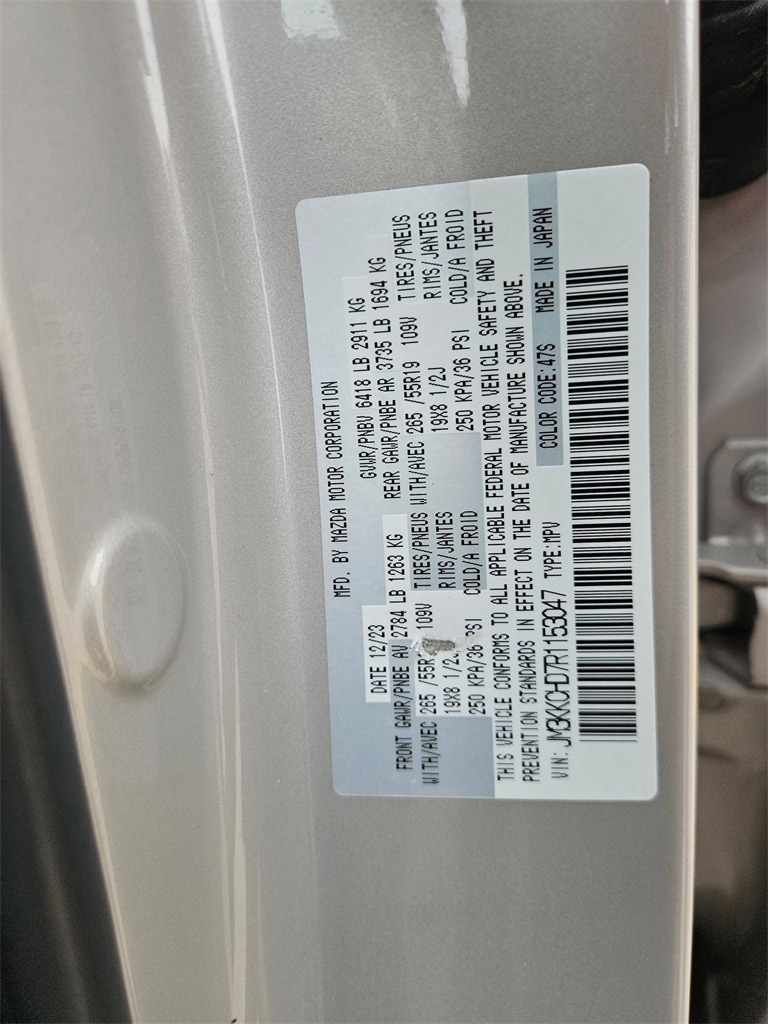 MFD. BY MAZDA MOTOR CORPORATION
DATE 12/23 GVWR/PNBV 6418 LB 2911 KG
FRONT GAWR/PNBE AV 2784 LB 1263 KG REAR GAWR/PNBE AR 3735 LB 1694 KG
WITH/AVEC 265 /55R19 109V TIRES/PNEUS WITH/AVEC 265 /55R19 109V TIRES/PNEUS
19X8 1/2J RIMS/JANTES 19X8 1/2J RIMS/JANTES
250 KPA/36 PSI COLD/A FROID 250 KPA/36 PSI COLD/A FROID
THIS VEHICLE CONFORMS TO ALL APPLICABLE FEDERAL MOTOR VEHICLE SAFETY AND THEFT
PREVENTION STANDARDS IN EFFECT ON THE DATE OF MANUFACTURE SHOWN ABOVE.
COLOR CODE:47S MADE IN JAPAN
VIN: JM3KKCHD7R1153047 TYPE:MPV